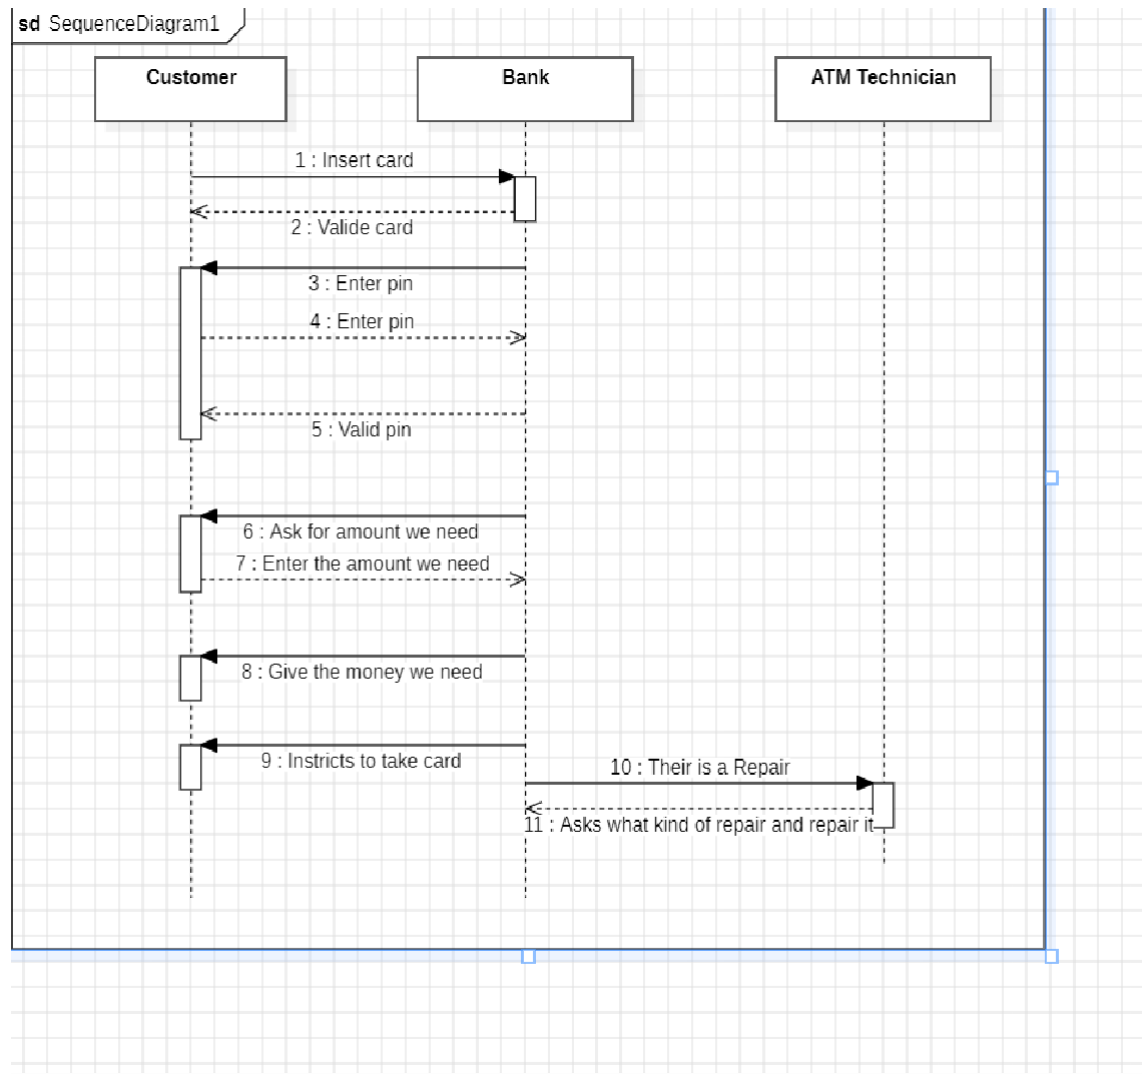 sd SequenceDiagram1
Customer
Bank
ATM Technician
1 : Insert card
2 : Valide card
3 : Enter pin
4 : Enter pin
5 : Valid pin
6 : Ask for amount we need
7 : Enter the amount we need
8 : Give the money we need
9 : Instricts to take card
10 : Their is a Repair
11 : Asks what kind of repair and repair it